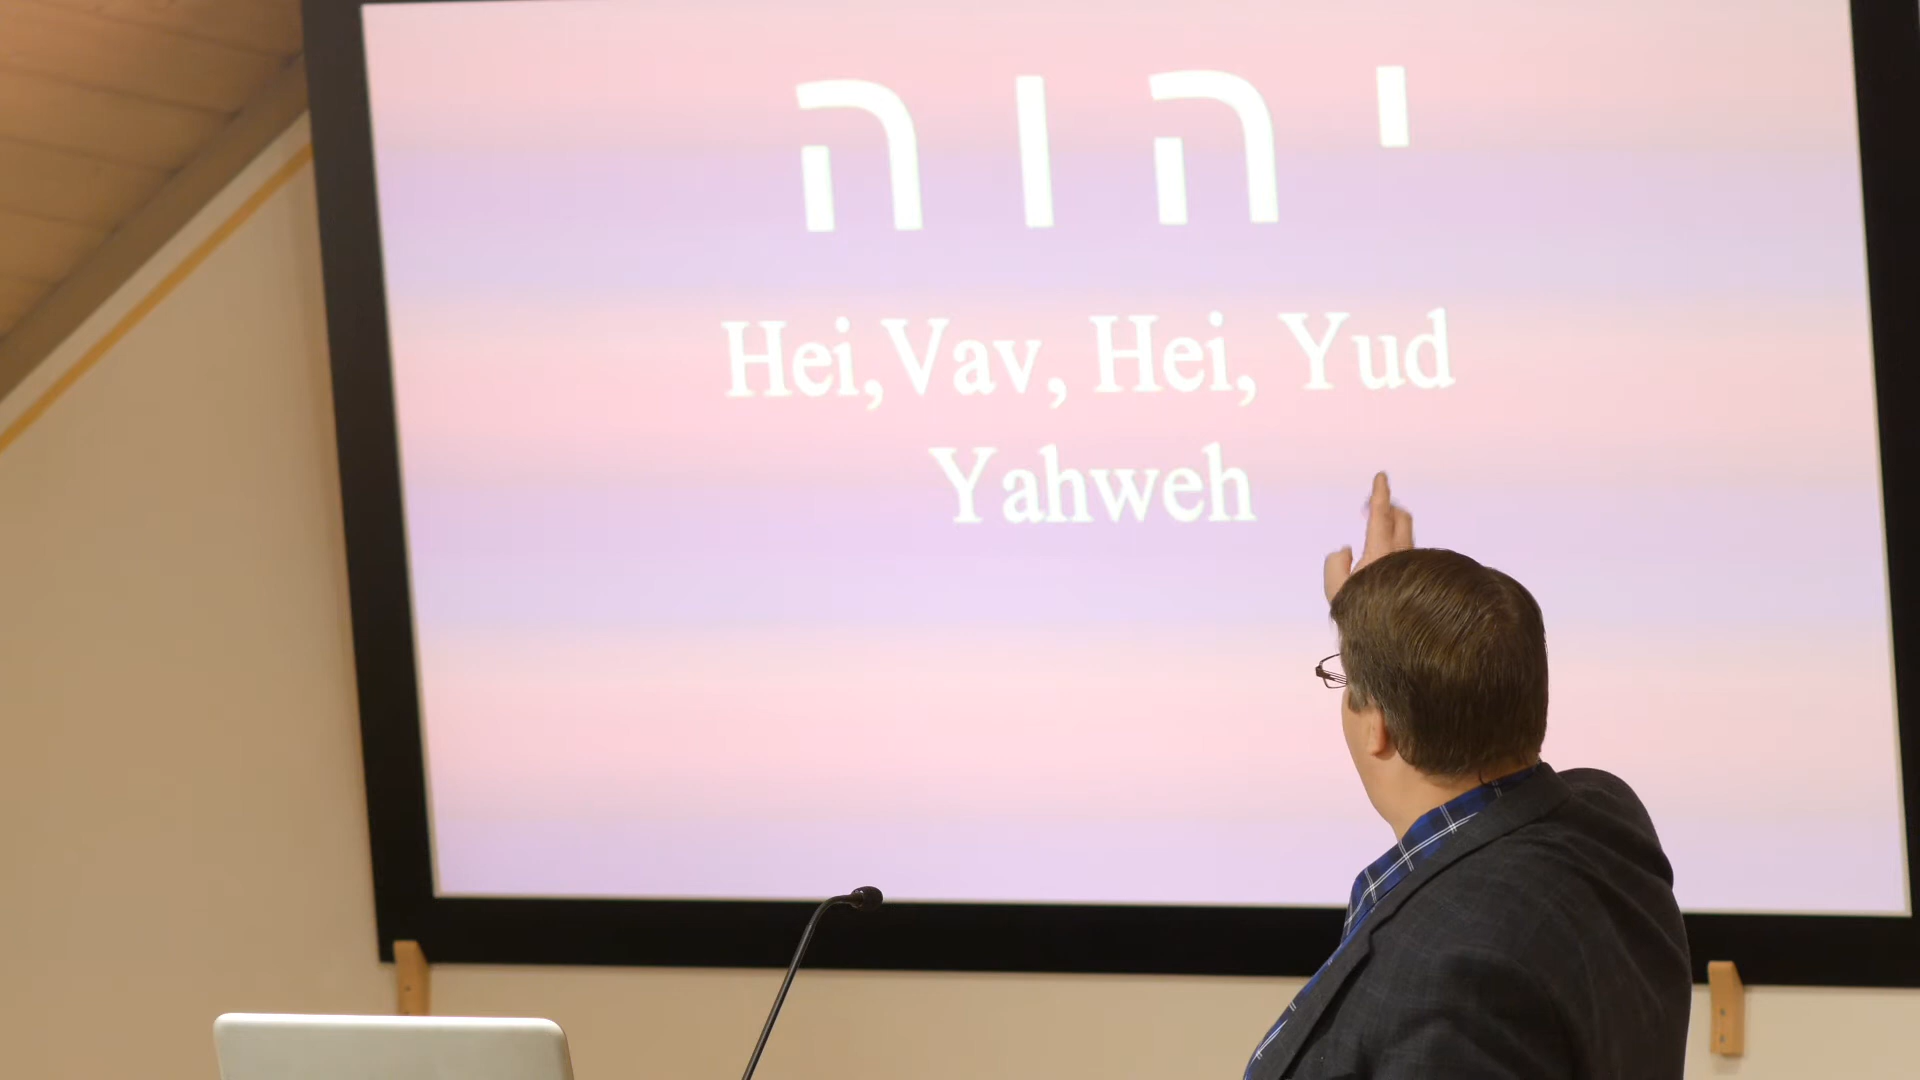 יהוה
Hei,Vav, Hei, Yud
Yahweh